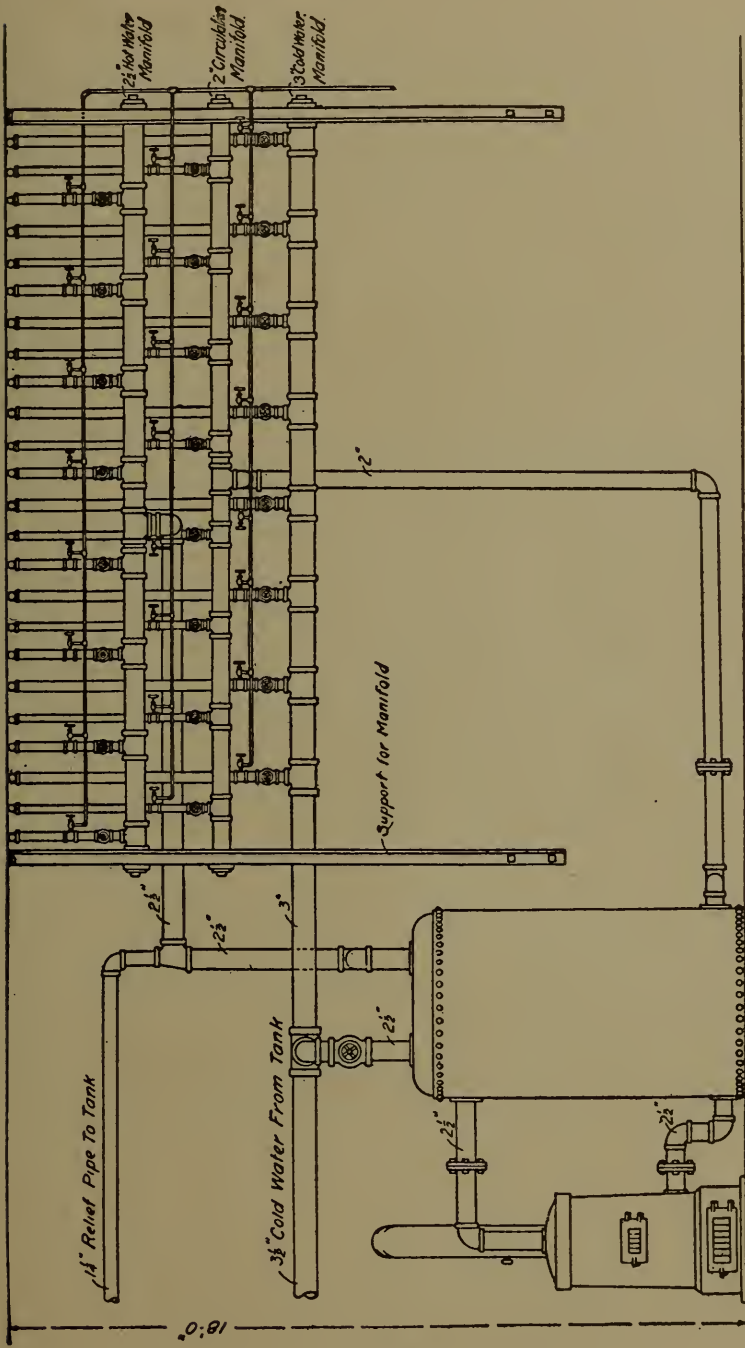 2½" Hot Water
Manifold
2" Circulation
Manifold.
3" Cold Water.
Manifold.
2"
Support for Manifold
2½"
2½"
3"
2½"
1¼" Relief Pipe To Tank
3½" Cold Water From Tank
2½"
2½"
18'-0"